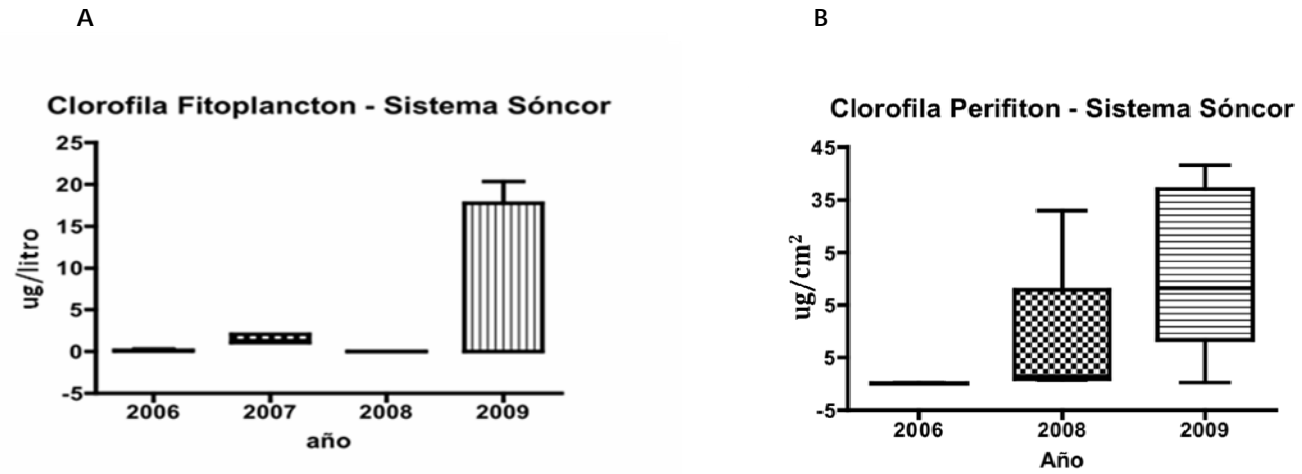 A
B
Clorofila Fitoplancton - Sistema Sóncor
25
20
15
10
5
0
-5
ug/litro
2006 2007 2008 2009
año
Clorofila Perifiton - Sistema Sóncor
45
35
5
5
5
-5
ug/cm²
2006 2008 2009
Año